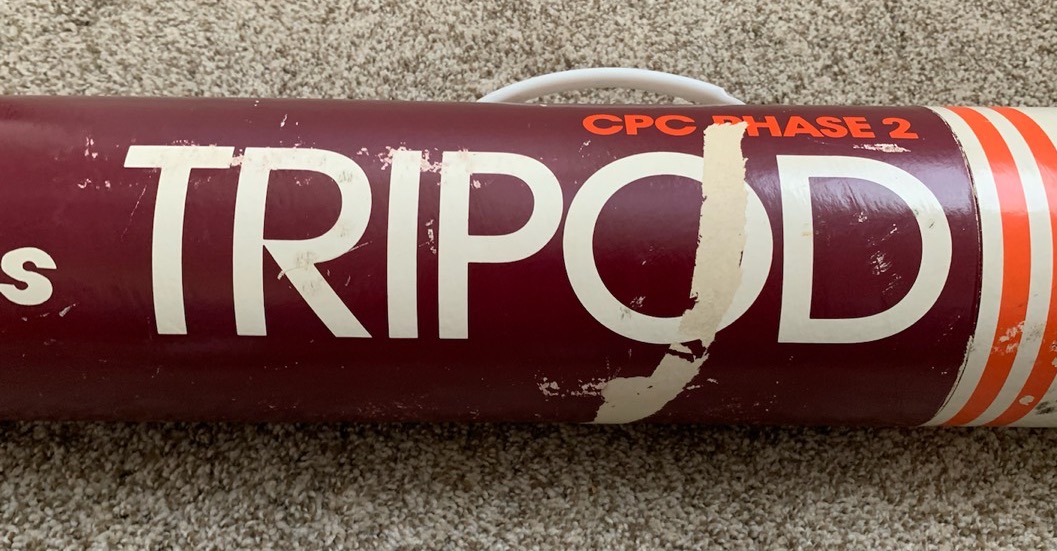 CPC PHASE 2
s TRIPOD